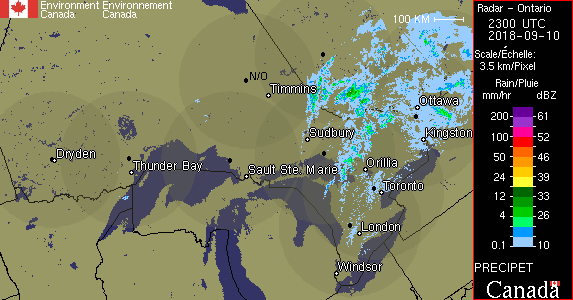 Environment Environnement
Canada Canada
100 KM
N/O
Timmins
Ottawa
Sudbury
Kingston
Dryden
Thunder Bay
Sault Ste. Marie
Orillia
Toronto
London
Windsor
Radar - Ontario
2300 UTC
2018-09-10
Scale/Échelle:
3.5 km/Pixel
Rain/Pluie
mm/hr dBZ
200 61
100 52
50 46
24 39
12 33
4 26
0.1 10
PRECIPET
Canada